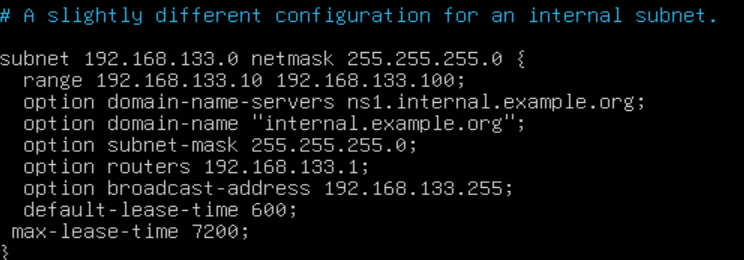 # A slightly different configuration for an internal subnet.
subnet 192.168.133.0 netmask 255.255.255.0 {
range 192.168.133.10 192.168.133.100;
option domain-name-servers ns1.internal.example.org;
option domain-name "internal.example.org";
option subnet-mask 255.255.255.0;
option routers 192.168.133.1;
option broadcast-address 192.168.133.255;
default-lease-time 600;
max-lease-time 7200;
}